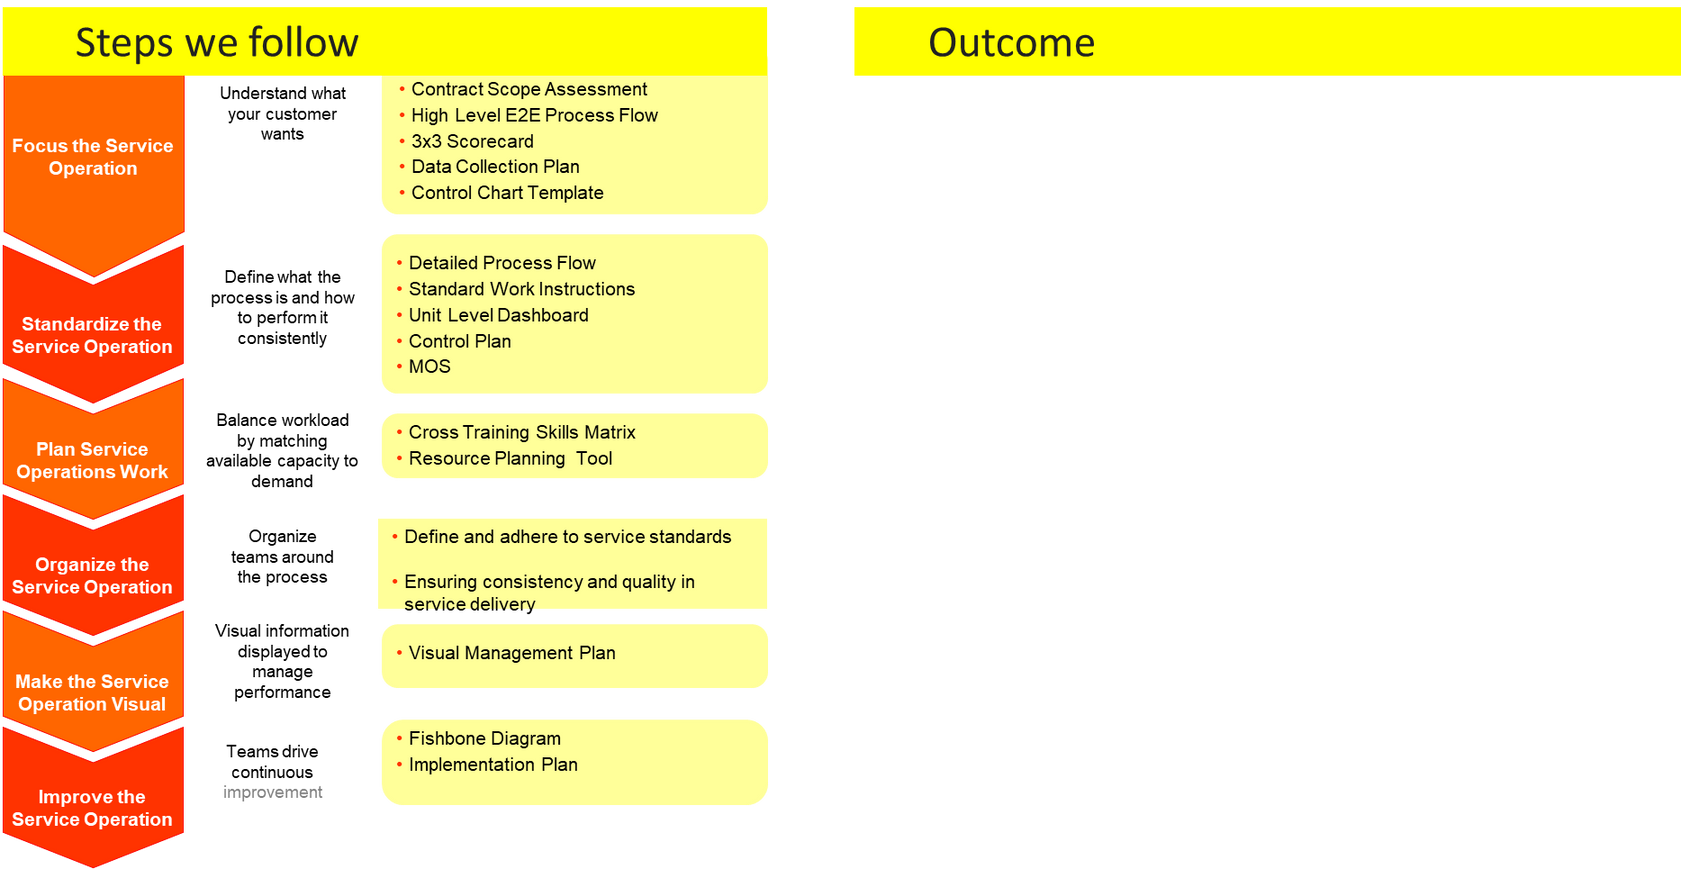 Steps we follow
Outcome
Focus the Service
Operation
Understand what
your customer
wants
• Contract Scope Assessment
• High Level E2E Process Flow
• 3x3 Scorecard
• Data Collection Plan
• Control Chart Template
Standardize the
Service Operation
Define what the
process is and how
to perform it
consistently
• Detailed Process Flow
• Standard Work Instructions
• Unit Level Dashboard
• Control Plan
• MOS
Plan Service
Operations Work
Balance workload
by matching
available capacity to
demand
• Cross Training Skills Matrix
• Resource Planning Tool
Organize the
Service Operation
Organize
teams around
the process
• Define and adhere to service standards
• Ensuring consistency and quality in
service delivery
Make the Service
Operation Visual
Visual information
displayed to
manage
performance
• Visual Management Plan
Improve the
Service Operation
Teams drive
continuous
improvement
• Fishbone Diagram
• Implementation Plan